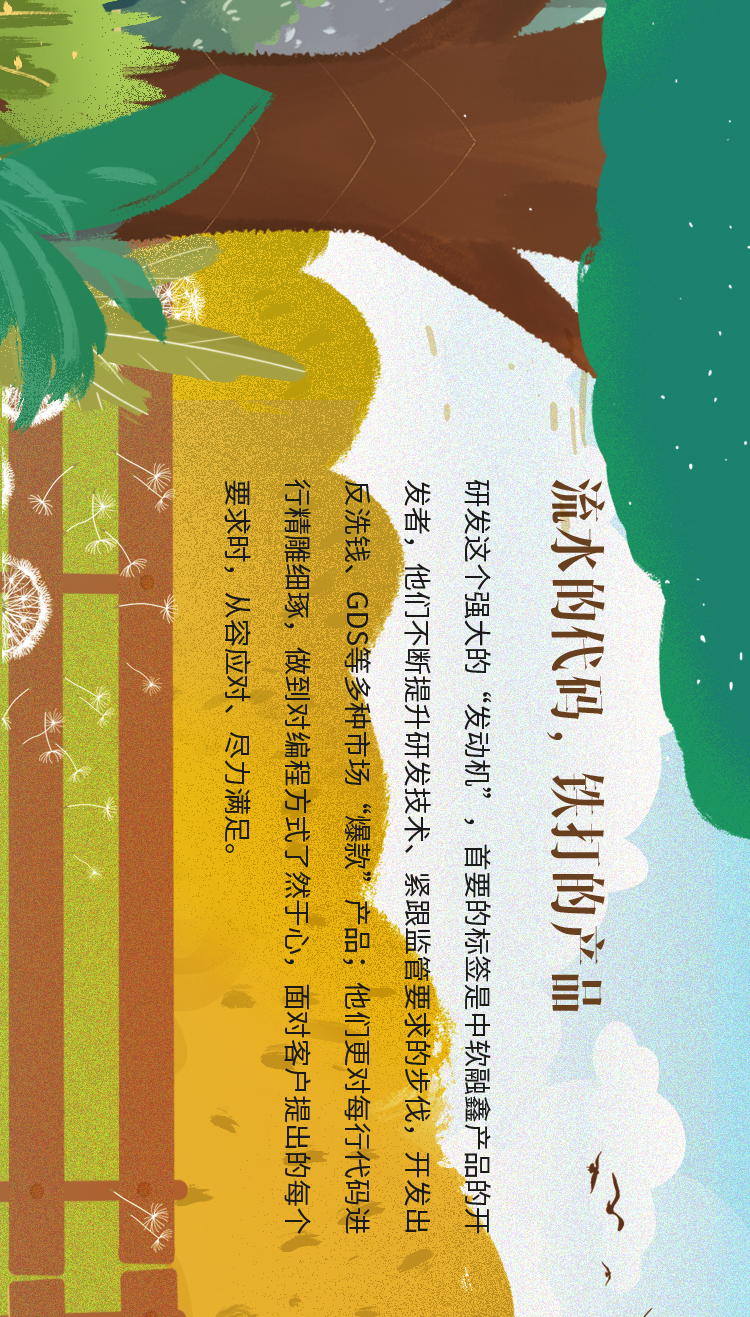 流水的代码，铁打的产品
研发这个强大的“发动机”，首要的标签是中软融鑫产品的开
发者，他们不断提升研发技术、紧跟监管要求的步伐，开发出
反洗钱、GDS等多种市场“爆款”产品；他们更对每行代码进
行精雕细琢，做到对编程方式了然于心，面对客户提出的每个
要求时，从容应对、尽力满足。